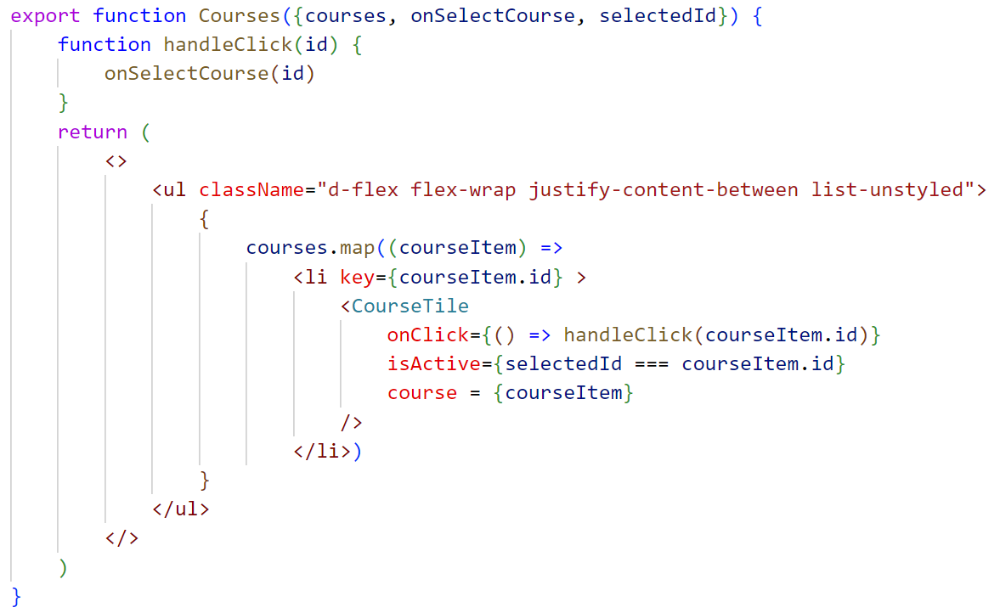 export function Courses({courses, onSelectCourse, selectedId}) {
    function handleClick(id) {
        onSelectCourse(id)
    }
    return (
        <>
            <ul className="d-flex flex-wrap justify-content-between list-unstyled">
                {
                    courses.map((courseItem) =>
                        <li key={courseItem.id} >
                            <CourseTile
                                onClick={() => handleClick(courseItem.id)}
                                isActive={selectedId === courseItem.id}
                                course = {courseItem}
                            />
                        </li>)
                }
            </ul>
        </>
    )
}